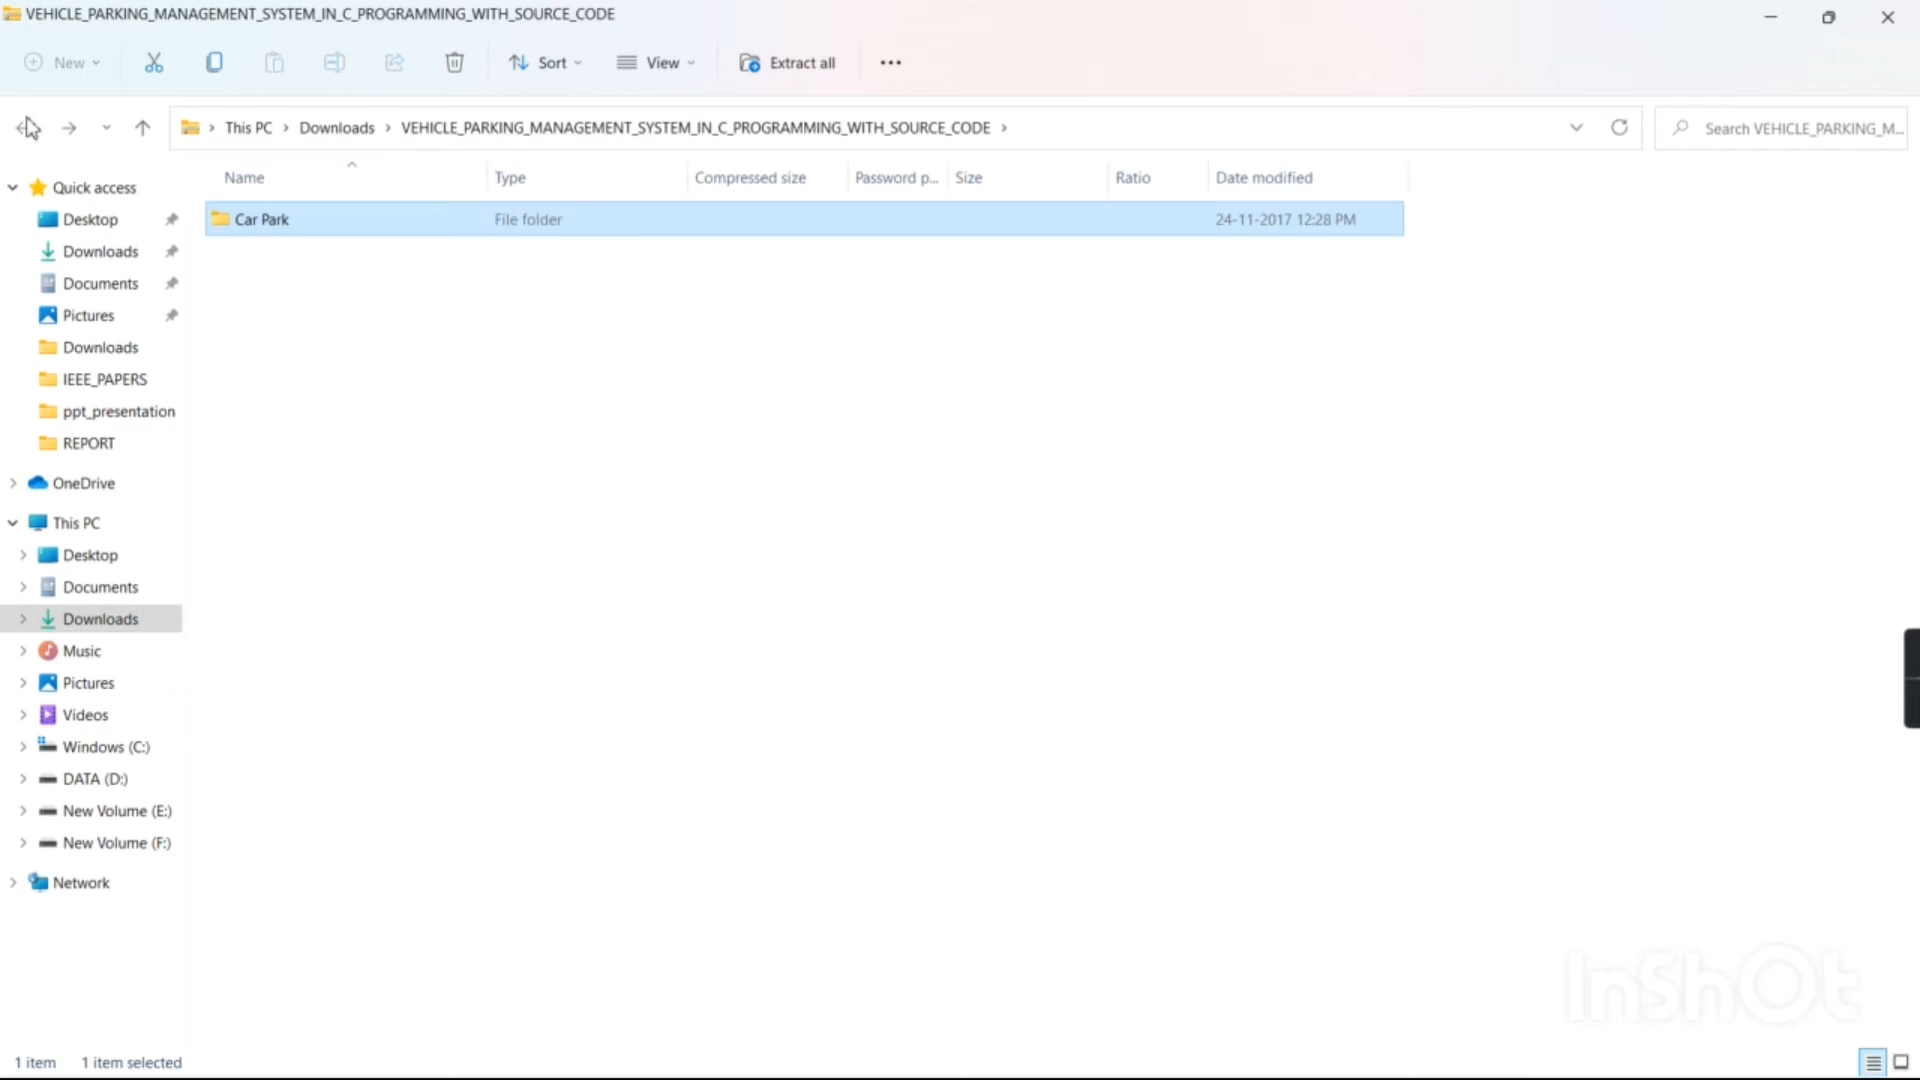 VEHICLE_PARKING_MANAGEMENT_SYSTEM_IN_C_PROGRAMMING_WITH_SOURCE_CODE
New Sort View Extract all
This PC Downloads VEHICLE_PARKING_MANAGEMENT_SYSTEM_IN_C_PROGRAMMING_WITH_SOURCE_CODE Search VEHICLE_PARKING_M...
Name Type Compressed size Password p... Size Ratio Date modified
Car Park File folder 24-11-2017 12:28 PM
Quick access
Desktop
Downloads
Documents
Pictures
Downloads
IEEE_PAPERS
ppt_presentation
REPORT
OneDrive
This PC
Desktop
Documents
Downloads
Music
Pictures
Videos
Windows (C:)
DATA (D:)
New Volume (E:)
New Volume (F:)
Network
InShOt
1 item 1 item selected